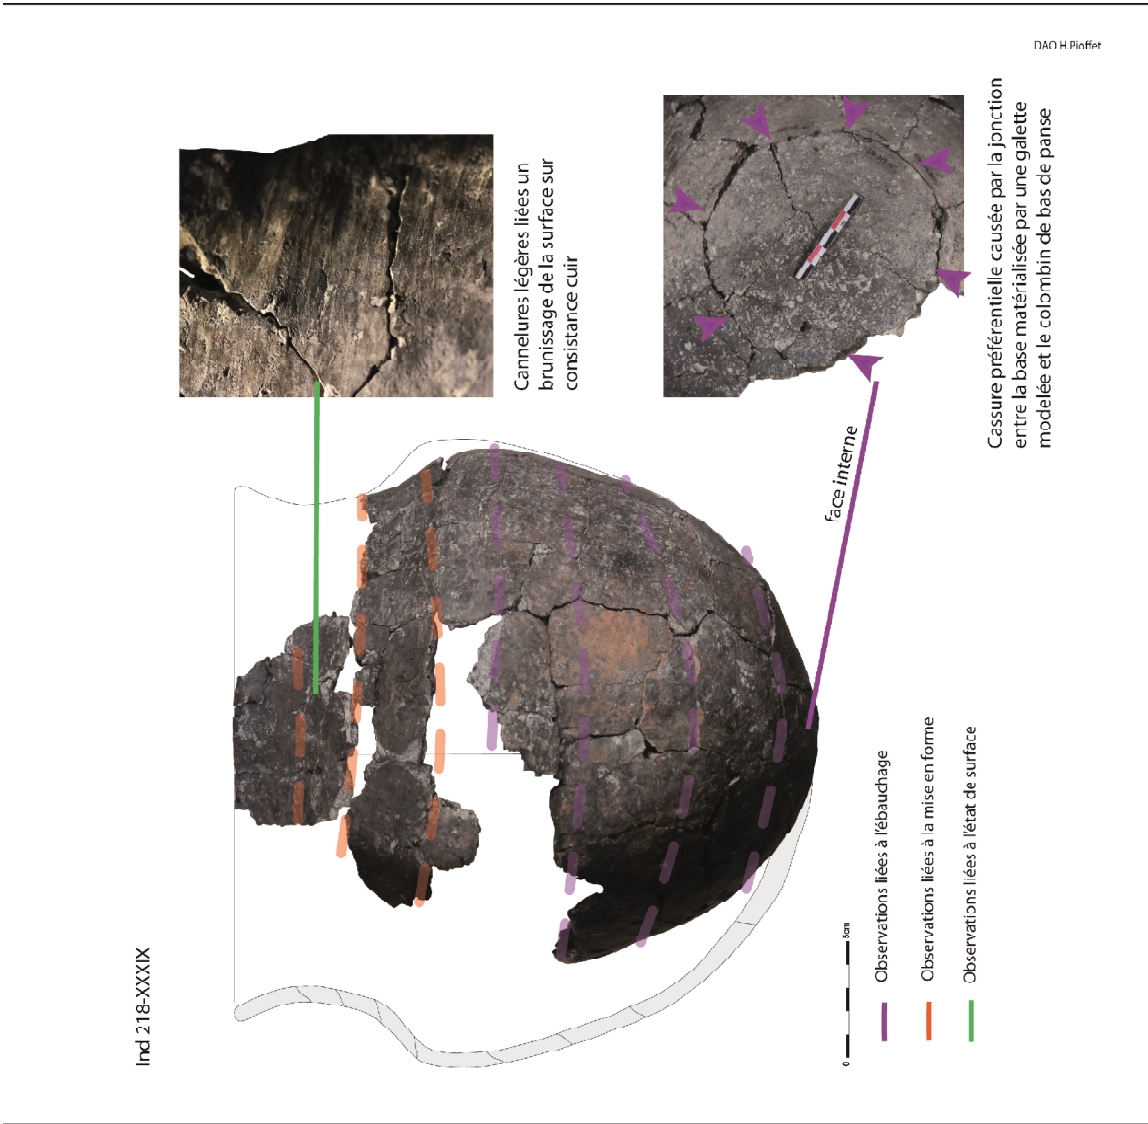 DAO H.Pioffet
Ind 218-XXXIX
Cannelures légères liées un
brunissage de la surface sur
consistance cuir
Cassure préférentielle causée par la jonction
entre la base matérialisée par une galette
modelée et le colombin de bas de panse
face interne
0
5cm
Observations liées à l'ébauchage
Observations liées à la mise en forme
Observations liées à l'état de surface